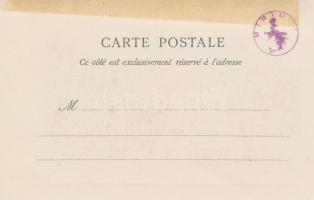 CARTE POSTALE
Ce côté est exclusivement réservé à l'adresse
M